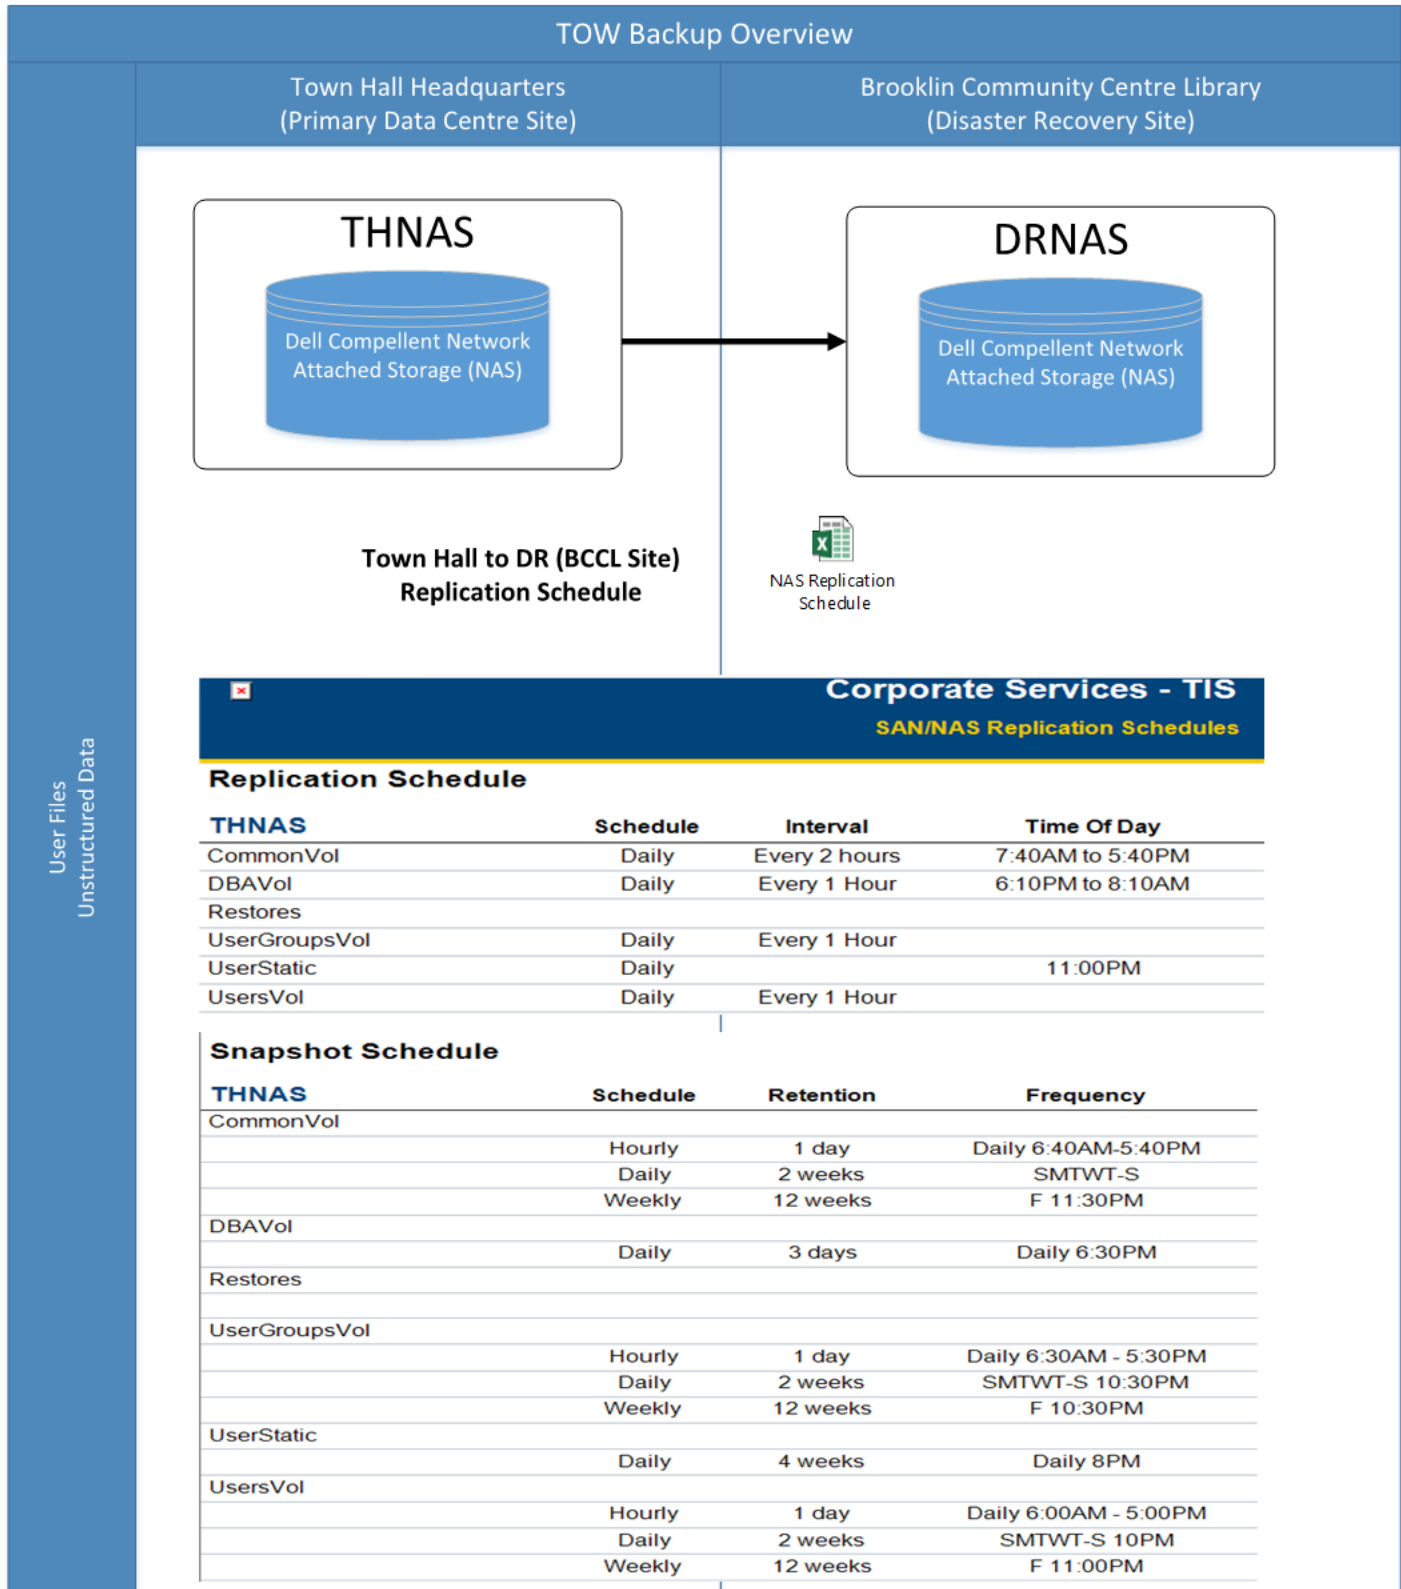 TOW Backup Overview
Town Hall Headquarters
(Primary Data Centre Site)
Brooklin Community Centre Library
(Disaster Recovery Site)
User Files
Unstructured Data
THNAS
Dell Compellent Network
Attached Storage (NAS)
DRNAS
Dell Compellent Network
Attached Storage (NAS)
Town Hall to DR (BCCL Site)
Replication Schedule
NAS Replication
Schedule
Corporate Services - TIS
SAN/NAS Replication Schedules
Replication Schedule
THNAS Schedule Interval Time Of Day
CommonVol Daily Every 2 hours 7:40AM to 5:40PM
DBAVol Daily Every 1 Hour 6:10PM to 8:10AM
Restores
UserGroupsVol Daily Every 1 Hour
UserStatic Daily 11:00PM
UsersVol Daily Every 1 Hour
Snapshot Schedule
THNAS Schedule Retention Frequency
CommonVol
Hourly 1 day Daily 6:40AM-5:40PM
Daily 2 weeks SMTWT-S
Weekly 12 weeks F 11:30PM
DBAVol
Daily 3 days Daily 6:30PM
Restores
UserGroupsVol
Hourly 1 day Daily 6:30AM - 5:30PM
Daily 2 weeks SMTWT-S 10:30PM
Weekly 12 weeks F 10:30PM
UserStatic
Daily 4 weeks Daily 8PM
UsersVol
Hourly 1 day Daily 6:00AM - 5:00PM
Daily 2 weeks SMTWT-S 10PM
Weekly 12 weeks F 11:00PM